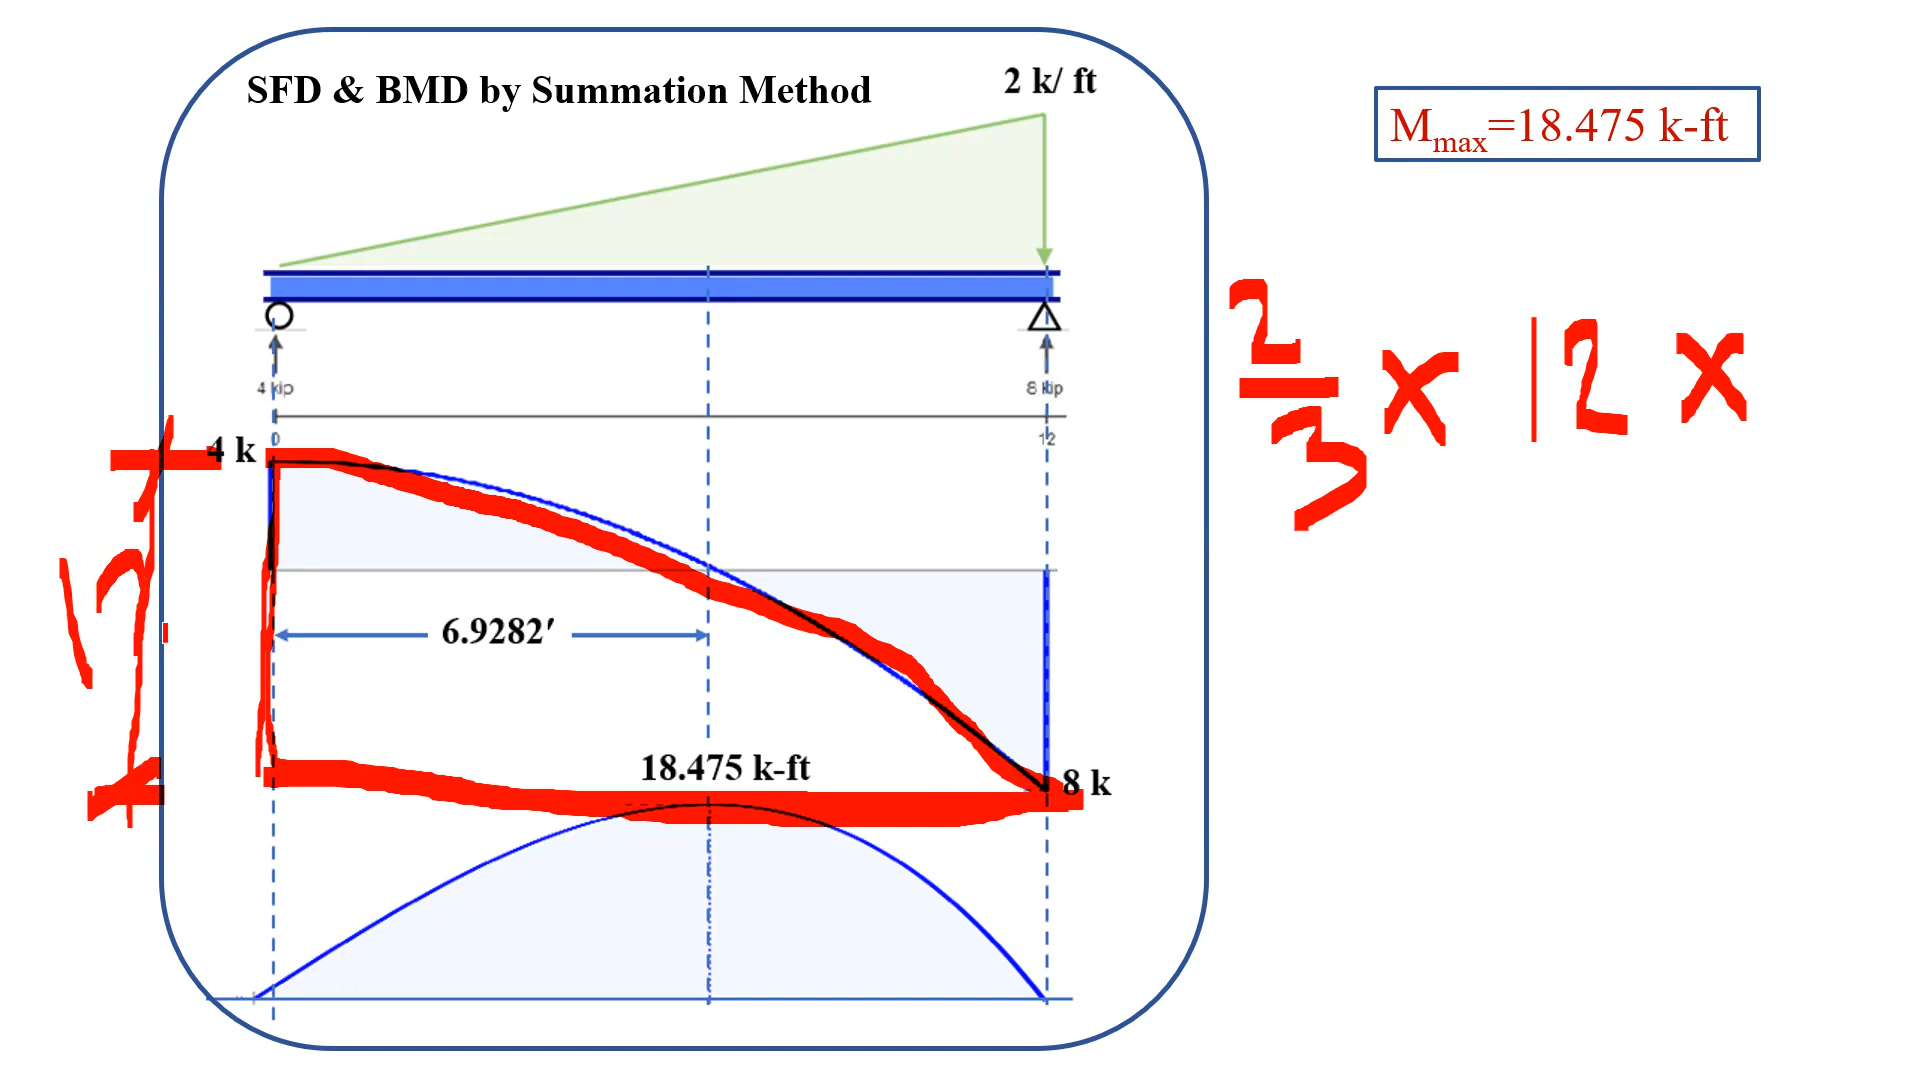 SFD & BMD by Summation Method
2 k/ ft
M_max=18.475 k-ft
4 kip
8 kip
0
12
4 k
2/3 x 12 x
12
6.9282′
18.475 k-ft
8 k